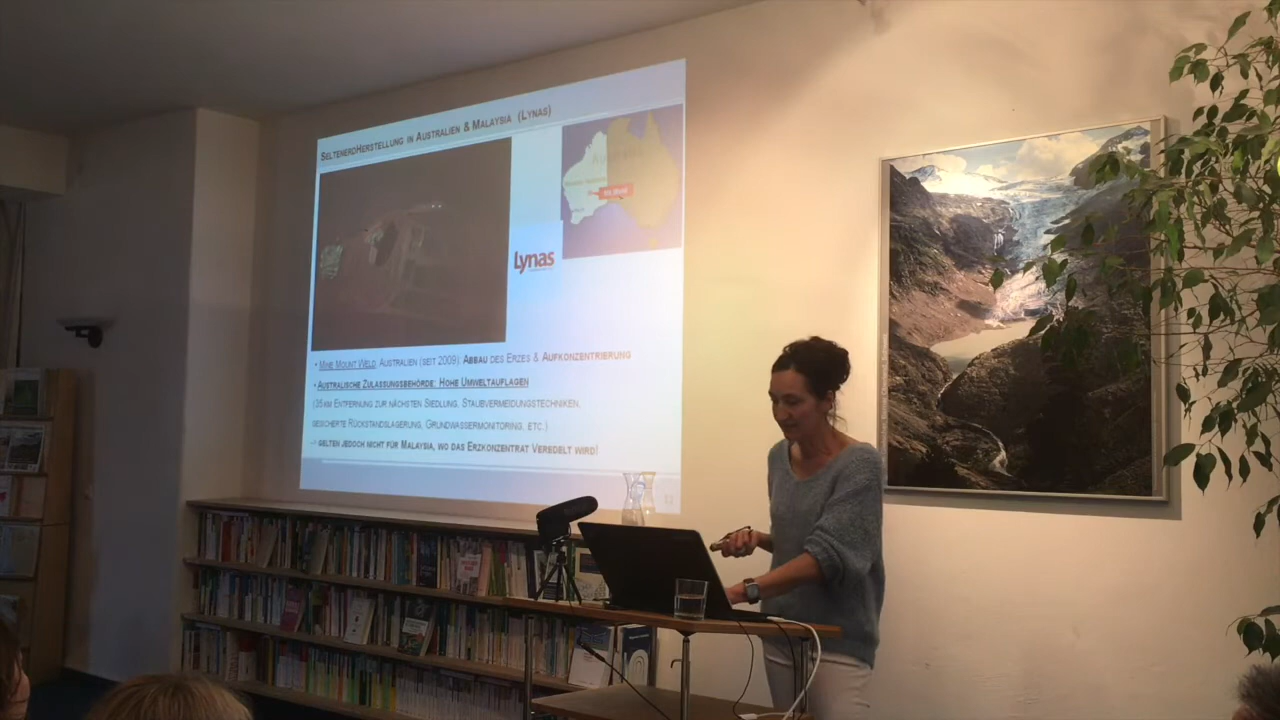 SELTENERDHERSTELLUNG IN AUSTRALIEN & MALAYSIA (LYNAS)
Lynas
• MINE MOUNT WELD, AUSTRALIEN (SEIT 2009): ABBAU DES ERZES & AUFKONZENTRIERUNG
• AUSTRALISCHE ZULASSUNGSBEHÖRDE: HOHE UMWELTAUFLAGEN
(35 KM ENTFERNUNG ZUR NÄCHSTEN SIEDLUNG, STAUBVERMEIDUNGSTECHNIKEN,
GESICHERTE RÜCKSTANDSLAGERUNG, GRUNDWASSERMONITORING, ETC.)
-> GELTEN JEDOCH NICHT FÜR MALAYSIA, WO DAS ERZKONZENTRAT VEREDELT WIRD!